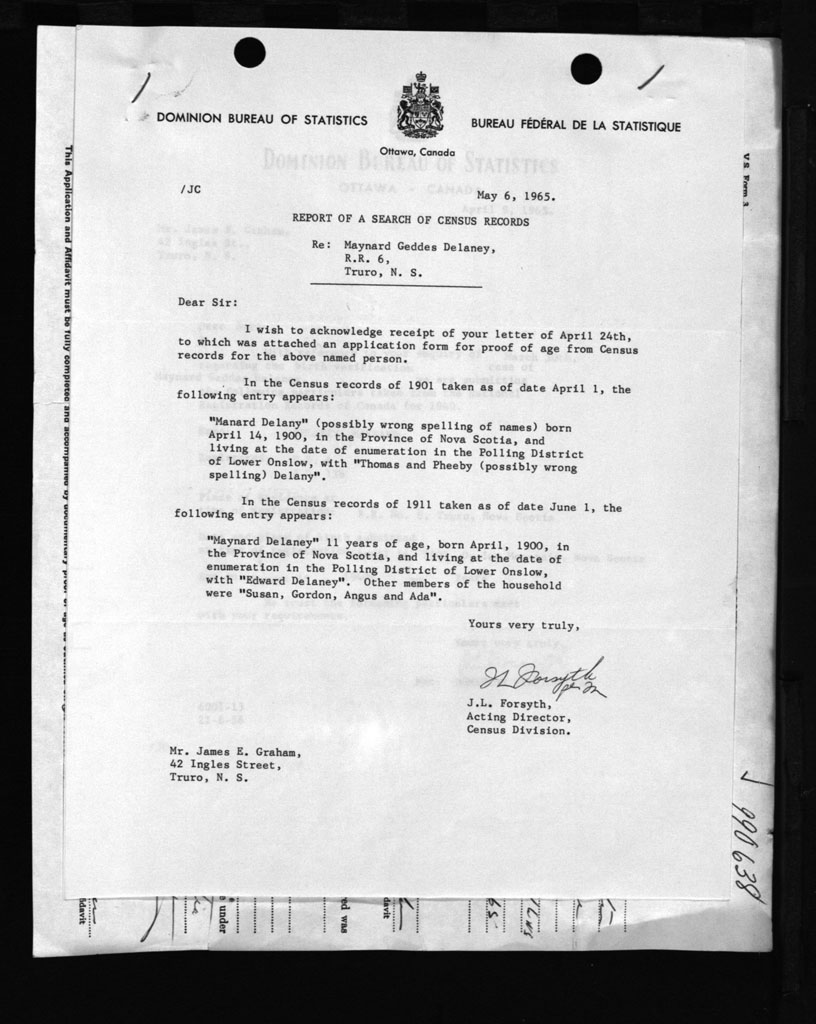 DOMINION BUREAU OF STATISTICS
BUREAU FÉDÉRAL DE LA STATISTIQUE
Ottawa, Canada
/JC
May 6, 1965.
REPORT OF A SEARCH OF CENSUS RECORDS
Re: Maynard Geddes Delaney,
R.R. 6,
Truro, N. S.
Dear Sir:
I wish to acknowledge receipt of your letter of April 24th,
to which was attached an application form for proof of age from Census
records for the above named person.
In the Census records of 1901 taken as of date April 1, the
following entry appears:
"Manard Delany" (possibly wrong spelling of names) born
April 14, 1900, in the Province of Nova Scotia, and
living at the date of enumeration in the Polling District
of Lower Onslow, with "Thomas and Pheeby (possibly wrong
spelling) Delany".
In the Census records of 1911 taken as of date June 1, the
following entry appears:
"Maynard Delaney" 11 years of age, born April, 1900, in
the Province of Nova Scotia, and living at the date of
enumeration in the Polling District of Lower Onslow,
with "Edward Delaney". Other members of the household
were "Susan, Gordon, Angus and Ada".
Yours very truly,
J L Forsyth
J.L. Forsyth,
Acting Director,
Census Division.
Mr. James E. Graham,
42 Ingles Street,
Truro, N. S.
This Application and Affidavit must be fully completed and accompanied by documentary proof of age
V S. Form 3
990638
davit
e under
red was
davit